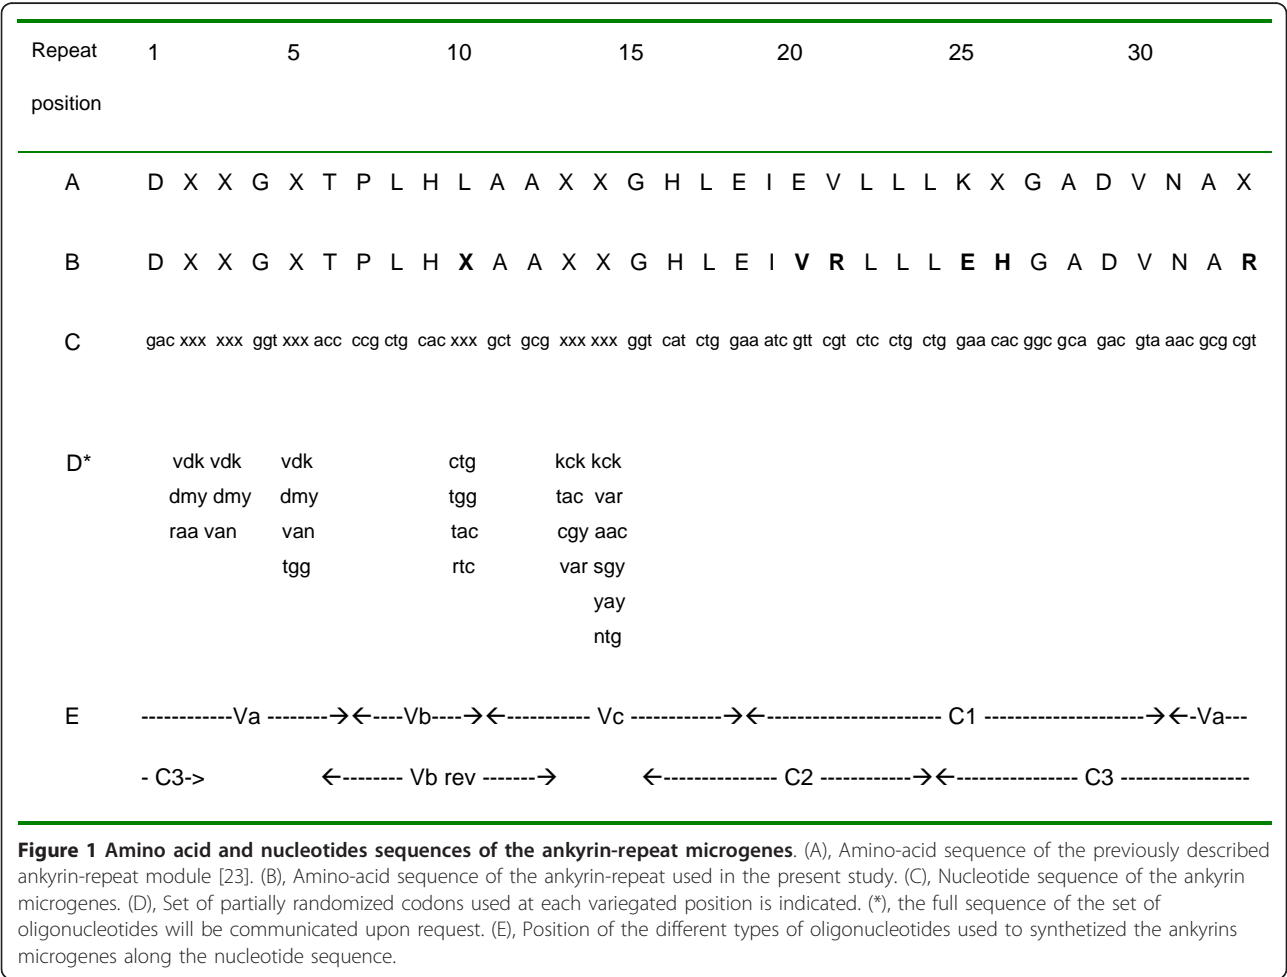 Repeat 1 5 10 15 20 25 30
position
A D X X G X T P L H L A A X X G H L E I E V L L L K X G A D V N A X
B D X X G X T P L H X A A X X G H L E I V R L L L E H G A D V N A R
C gac xxx xxx ggt xxx acc ccg ctg cac xxx gct gcg xxx xxx ggt cat ctg gaa atc gtt cgt ctc ctg ctg gaa cac ggc gca gac gta aac gcg cgt
D* vdk vdk vdk ctg kck kck
dmy dmy dmy tgg tac var
raa van van tac cgy aac
tgg rtc var sgy
yay
ntg
E ------------Va --------→←----Vb----→←----------- Vc ------------→←---------------------- C1 ---------------------→←-Va---
- C3-> ←-------- Vb rev -------→ ←--------------- C2 ------------→←---------------- C3 -----------------
Figure 1 Amino acid and nucleotides sequences of the ankyrin-repeat microgenes. (A), Amino-acid sequence of the previously described
ankyrin-repeat module [23]. (B), Amino-acid sequence of the ankyrin-repeat used in the present study. (C), Nucleotide sequence of the ankyrin
microgenes. (D), Set of partially randomized codons used at each variegated position is indicated. (*), the full sequence of the set of
oligonucleotides will be communicated upon request. (E), Position of the different types of oligonucleotides used to synthetized the ankyrins
microgenes along the nucleotide sequence.